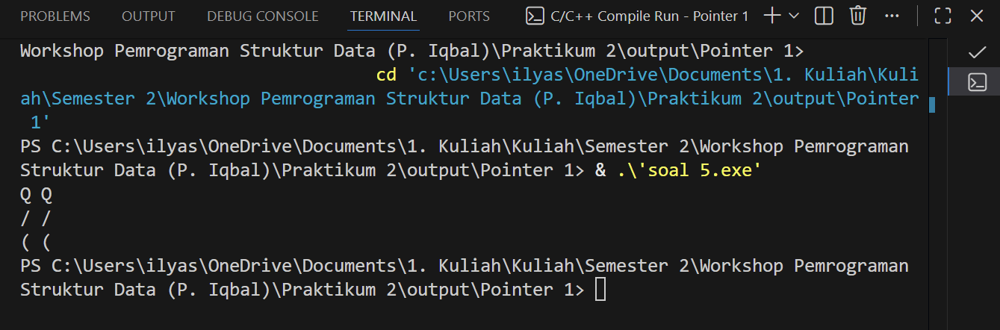 PROBLEMS OUTPUT DEBUG CONSOLE TERMINAL PORTS C/C++ Compile Run - Pointer 1
Workshop Pemrograman Struktur Data (P. Iqbal)\Praktikum 2\output\Pointer 1>
cd 'c:\Users\ilyas\OneDrive\Documents\1. Kuliah\Kuli
ah\Semester 2\Workshop Pemrograman Struktur Data (P. Iqbal)\Praktikum 2\output\Pointer
1'
PS C:\Users\ilyas\OneDrive\Documents\1. Kuliah\Kuliah\Semester 2\Workshop Pemrograman
Struktur Data (P. Iqbal)\Praktikum 2\output\Pointer 1> & .\'soal 5.exe'
Q Q
/ /
( (
PS C:\Users\ilyas\OneDrive\Documents\1. Kuliah\Kuliah\Semester 2\Workshop Pemrograman
Struktur Data (P. Iqbal)\Praktikum 2\output\Pointer 1>